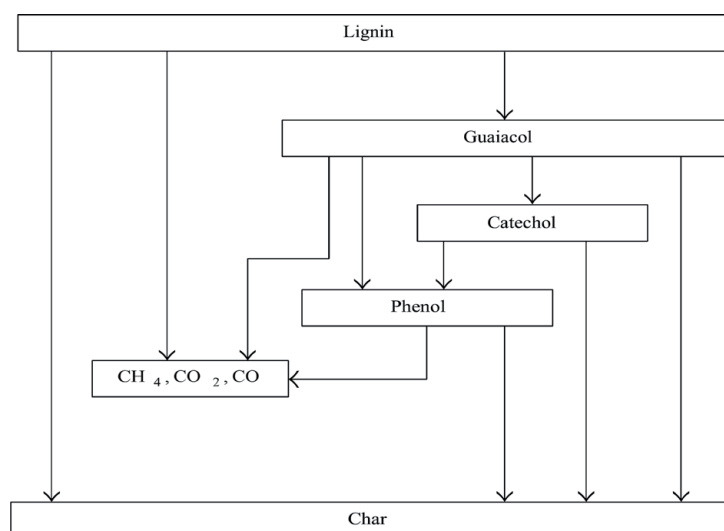 Lignin
Guaiacol
Catechol
Phenol
CH 4 , CO 2 , CO
Char